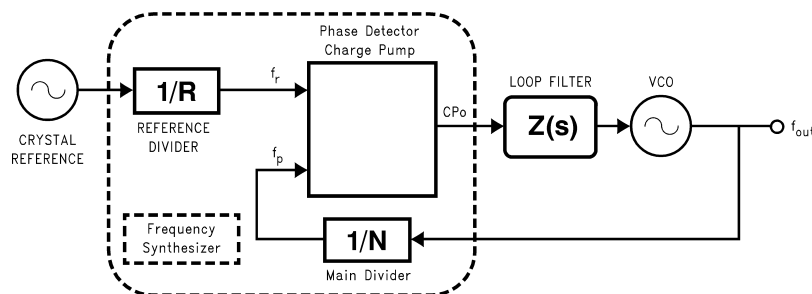 Phase Detector
Charge Pump
1/R
f_r
REFERENCE
DIVIDER
CRYSTAL
REFERENCE
f_p
CPo
LOOP FILTER
Z(s)
VCO
f_out
Frequency
Synthesizer
1/N
Main Divider